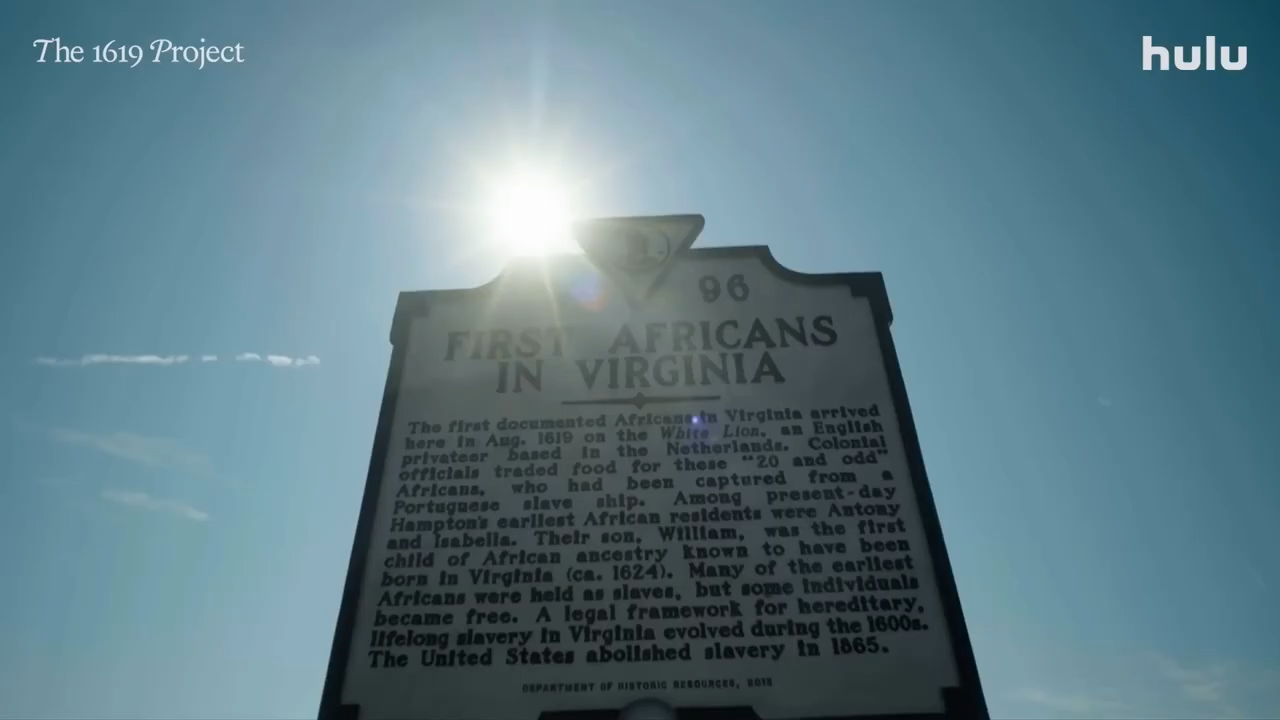 The 1619 Project
hulu
96
FIRST AFRICANS
IN VIRGINIA
The first documented Africans in Virginia arrived
here in Aug. 1619 on the White Lion, an English
privateer based in the Netherlands. Colonial
officials traded food for these "20 and odd"
Africans, who had been captured from a
Portuguese slave ship. Among present-day
Hampton's earliest African residents were Antony
and Isabella. Their son, William, was the first
child of African ancestry known to have been
born in Virginia (ca. 1624). Many of the earliest
Africans were held as slaves, but some individuals
became free. A legal framework for hereditary,
lifelong slavery in Virginia evolved during the 1600s.
The United States abolished slavery in 1865.
DEPARTMENT OF HISTORIC RESOURCES, 2015